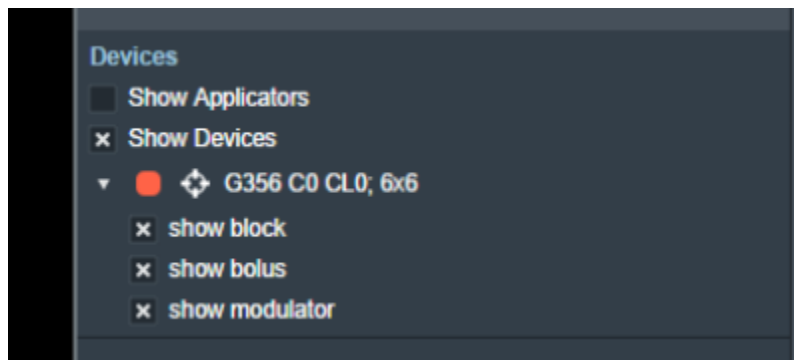 Devices
Show Applicators
Show Devices
G356 C0 CL0; 6x6
show block
show bolus
show modulator